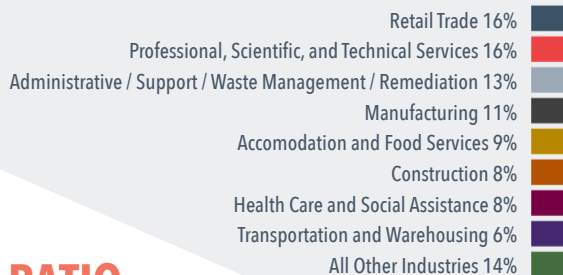 Retail Trade 16%
Professional, Scientific, and Technical Services 16%
Administrative / Support / Waste Management / Remediation 13%
Manufacturing 11%
Accomodation and Food Services 9%
Construction 8%
Health Care and Social Assistance 8%
Transportation and Warehousing 6%
All Other Industries 14%
RATIO